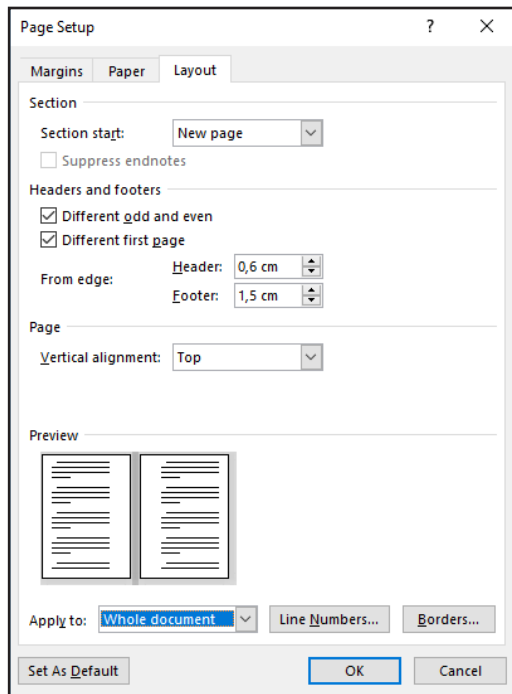 Page Setup
?
Margins Paper Layout
Section
Section start: New page
Suppress endnotes
Headers and footers
Different odd and even
Different first page
From edge:
Header: 0,6 cm
Footer: 1,5 cm
Page
Vertical alignment: Top
Preview
Apply to: Whole document Line Numbers... Borders...
Set As Default OK Cancel